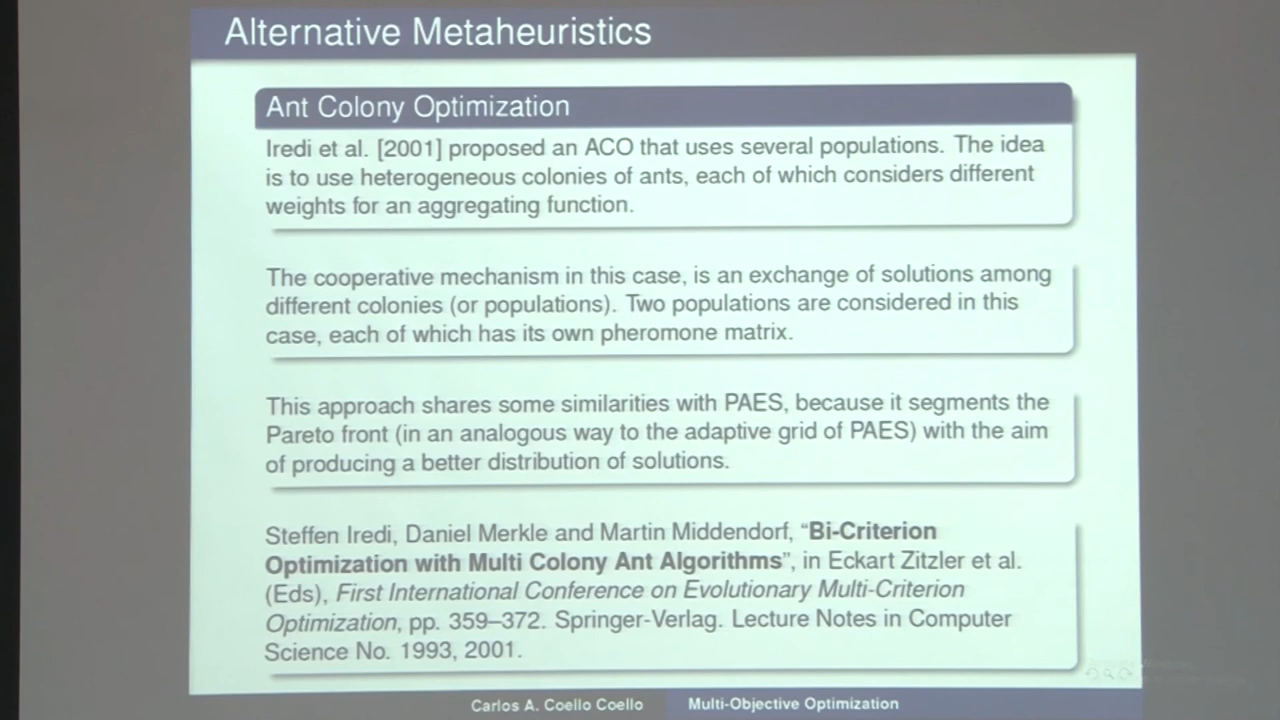 Alternative Metaheuristics
Ant Colony Optimization
Iredi et al. [2001] proposed an ACO that uses several populations. The idea
is to use heterogeneous colonies of ants, each of which considers different
weights for an aggregating function.
The cooperative mechanism in this case, is an exchange of solutions among
different colonies (or populations). Two populations are considered in this
case, each of which has its own pheromone matrix.
This approach shares some similarities with PAES, because it segments the
Pareto front (in an analogous way to the adaptive grid of PAES) with the aim
of producing a better distribution of solutions.
Steffen Iredi, Daniel Merkle and Martin Middendorf, “Bi-Criterion
Optimization with Multi Colony Ant Algorithms”, in Eckart Zitzler et al.
(Eds), First International Conference on Evolutionary Multi-Criterion
Optimization, pp. 359–372. Springer-Verlag. Lecture Notes in Computer
Science No. 1993, 2001.
Carlos A. Coello Coello Multi-Objective Optimization